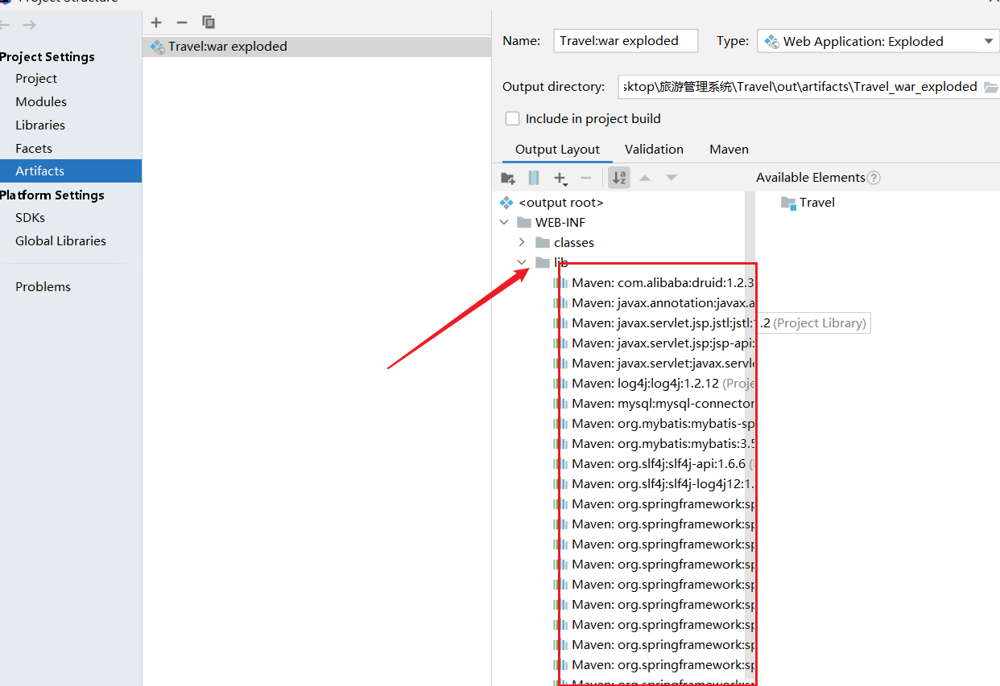 Project Structure
Project Settings
Project
Modules
Libraries
Facets
Artifacts
Platform Settings
SDKs
Global Libraries
Problems
Travel:war exploded
Name: Travel:war exploded Type: Web Application: Exploded
Output directory: sktop\旅游管理系统\Travel\out\artifacts\Travel_war_exploded
Include in project build
Output Layout Validation Maven
Available Elements ?
<output root>
Travel
WEB-INF
classes
lib
Maven: com.alibaba:druid:1.2.3
Maven: javax.annotation:javax.a
Maven: javax.servlet.jsp.jstl:jstl:1.2 (Project Library)
Maven: javax.servlet.jsp:jsp-api:
Maven: javax.servlet:javax.servle
Maven: log4j:log4j:1.2.12 (Proje
Maven: mysql:mysql-connector
Maven: org.mybatis:mybatis-sp
Maven: org.mybatis:mybatis:3.5
Maven: org.slf4j:slf4j-api:1.6.6 (
Maven: org.slf4j:slf4j-log4j12:1.
Maven: org.springframework:sp
Maven: org.springframework:sp
Maven: org.springframework:sp
Maven: org.springframework:sp
Maven: org.springframework:sp
Maven: org.springframework:sp
Maven: org.springframework:sp
Maven: org.springframework:sp
Maven: org.springframework:sp
Maven: org.springframework:sp